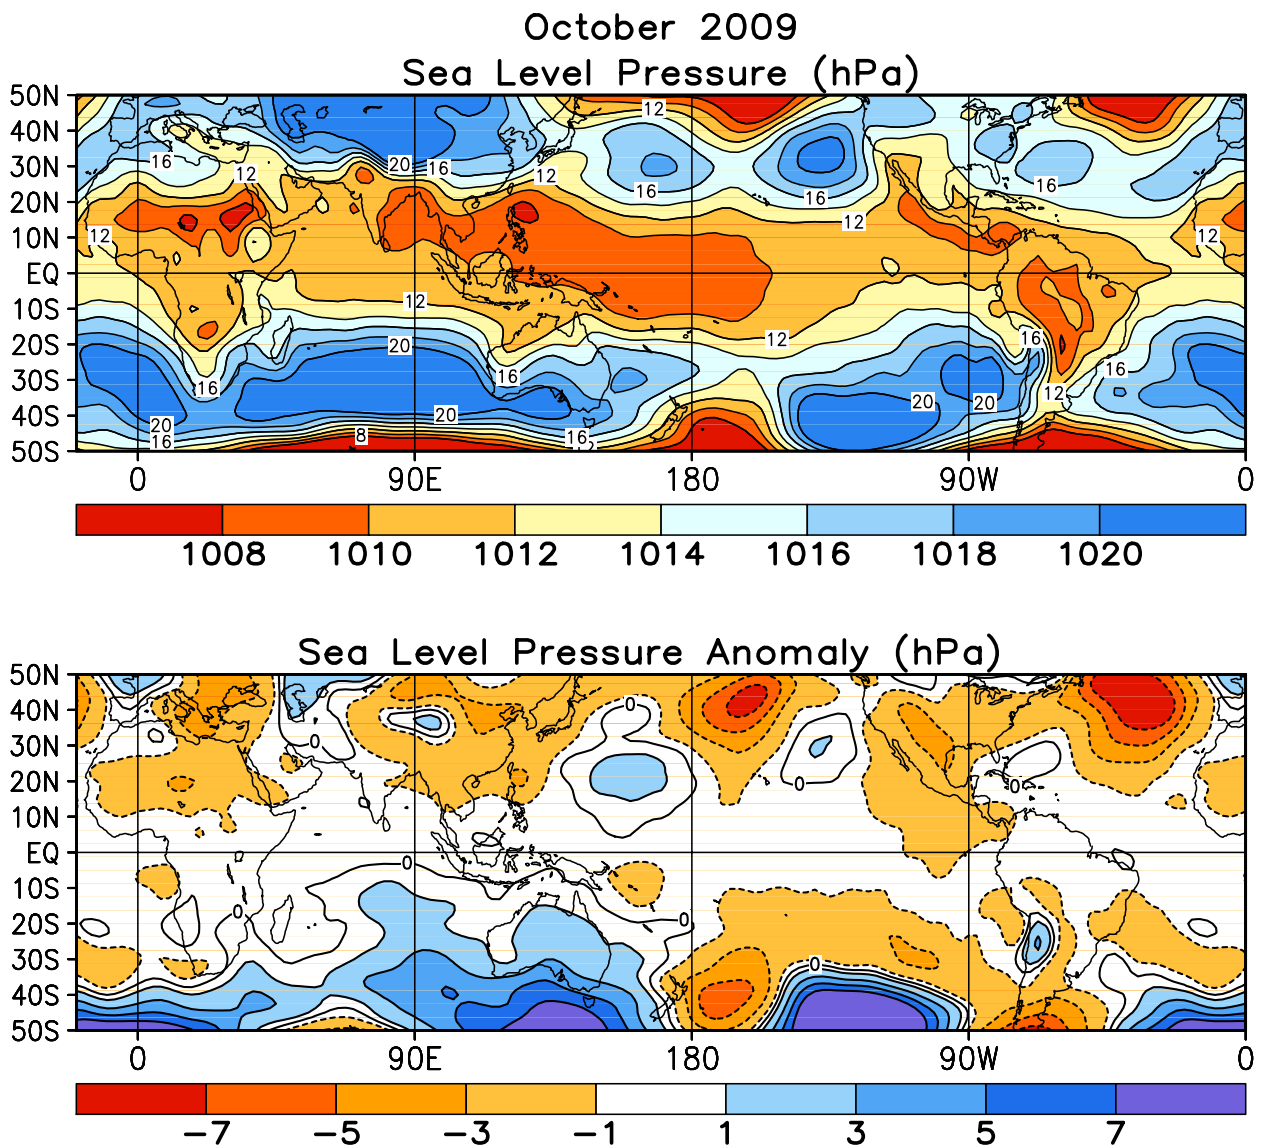 October 2009
Sea Level Pressure (hPa)
50N
40N
30N
20N
10N
EQ
10S
20S
30S
40S
50S
12
16
20
16
12
12
16
16
16
12
12
12
12
12
16
20
16
16
16
12
20
20
20
20
16
8
16
0 90E 180 90W 0
1008 1010 1012 1014 1016 1018 1020
Sea Level Pressure Anomaly (hPa)
50N
40N
30N
20N
10N
EQ
10S
20S
30S
40S
50S
0
0
0
0
0
0
0
0
0 90E 180 90W 0
−7 −5 −3 −1 1 3 5 7